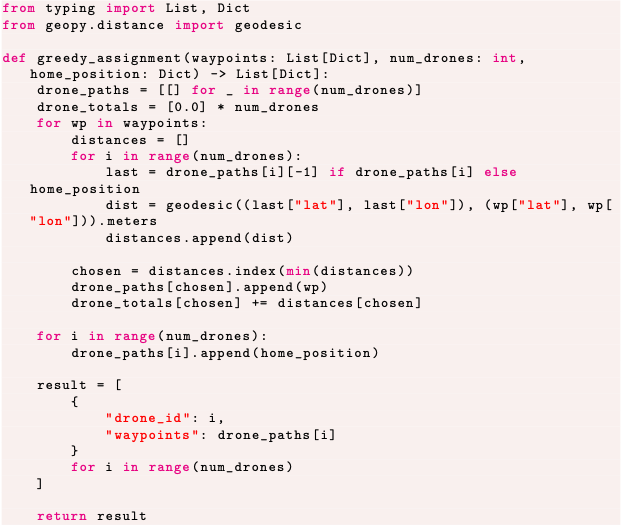 from typing import List, Dict
from geopy.distance import geodesic

def greedy_assignment(waypoints: List[Dict], num_drones: int,
    home_position: Dict) -> List[Dict]:
    drone_paths = [[] for _ in range(num_drones)]
    drone_totals = [0.0] * num_drones
    for wp in waypoints:
        distances = []
        for i in range(num_drones):
            last = drone_paths[i][-1] if drone_paths[i] else
    home_position
            dist = geodesic((last["lat"], last["lon"]), (wp["lat"], wp[
    "lon"])).meters
            distances.append(dist)

        chosen = distances.index(min(distances))
        drone_paths[chosen].append(wp)
        drone_totals[chosen] += distances[chosen]

    for i in range(num_drones):
        drone_paths[i].append(home_position)

    result = [
        {
            "drone_id": i,
            "waypoints": drone_paths[i]
        }
        for i in range(num_drones)
    ]

    return result